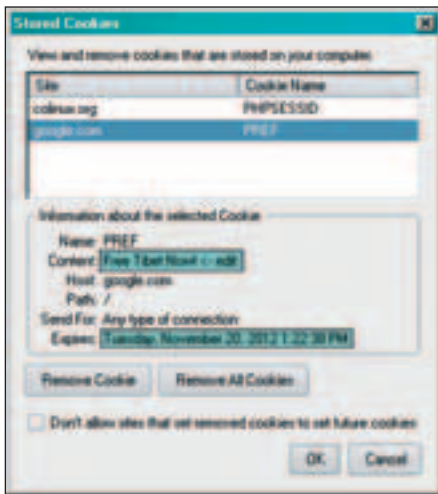 Stored Cookies
View and remove cookies that are stored on your computer.
Site Cookie Name
colinux.org PHPSESSID
google.com PREF
Information about the selected Cookie
Name: PREF
Content: Free Tibet Now! <- edit
Host: google.com
Path: /
Send For: Any type of connection
Expires: Tuesday, November 20, 2012 1:22:38 PM
Remove Cookie Remove All Cookies
Don't allow sites that set removed cookies to set future cookies
OK Cancel